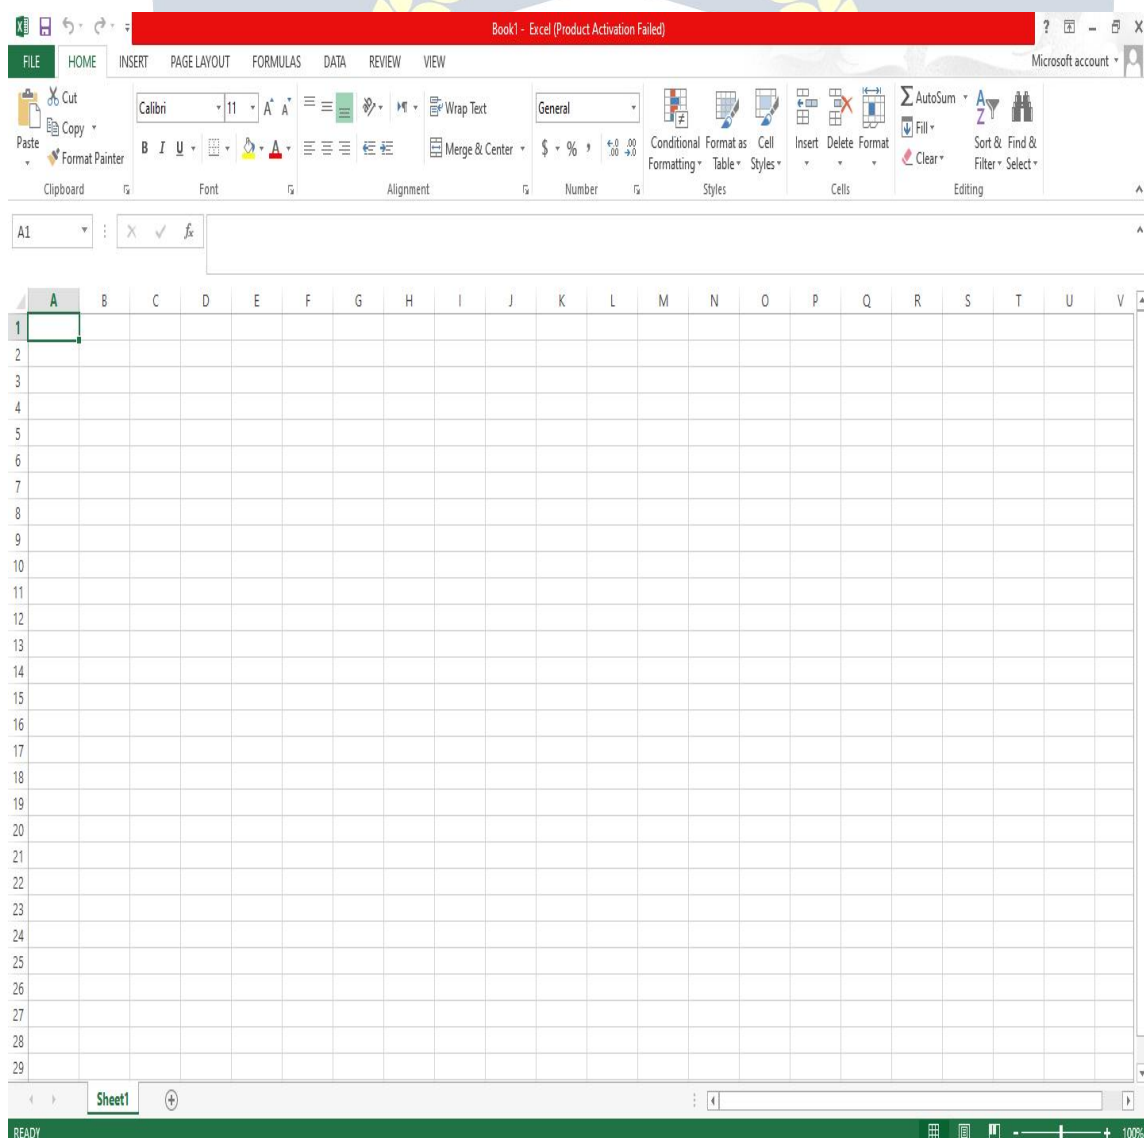 Book1 - Excel (Product Activation Failed)
FILE HOME INSERT PAGE LAYOUT FORMULAS DATA REVIEW VIEW Microsoft account
Cut
Copy
Format Painter
Paste
Clipboard
Calibri 11
B I U
Font
Wrap Text
Merge & Center
Alignment
General
$ % ,
Number
Conditional Formatting
Format as Table
Cell Styles
Styles
Insert Delete Format
Cells
AutoSum
Fill
Clear
Sort & Filter
Find & Select
Editing
A1 fx
A B C D E F G H I J K L M N O P Q R S T U V
1
2
3
4
5
6
7
8
9
10
11
12
13
14
15
16
17
18
19
20
21
22
23
24
25
26
27
28
29
Sheet1
READY 100%